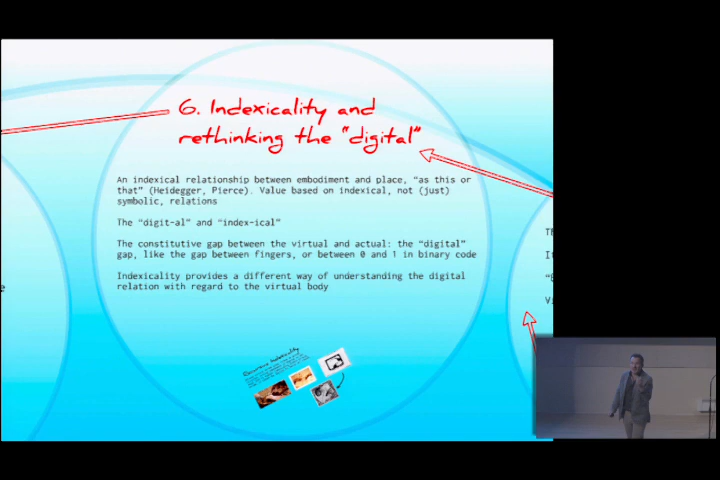 6. Indexicality and
rethinking the "digital"
An indexical relationship between embodiment and place, "as this or
that" (Heidegger, Pierce). Value based on indexical, not (just)
symbolic, relations
The "digit-al" and "index-ical"
The constitutive gap between the virtual and actual: the "digital"
gap, like the gap between fingers, or between 0 and 1 in binary code
Indexicality provides a different way of understanding the digital
relation with regard to the virtual body